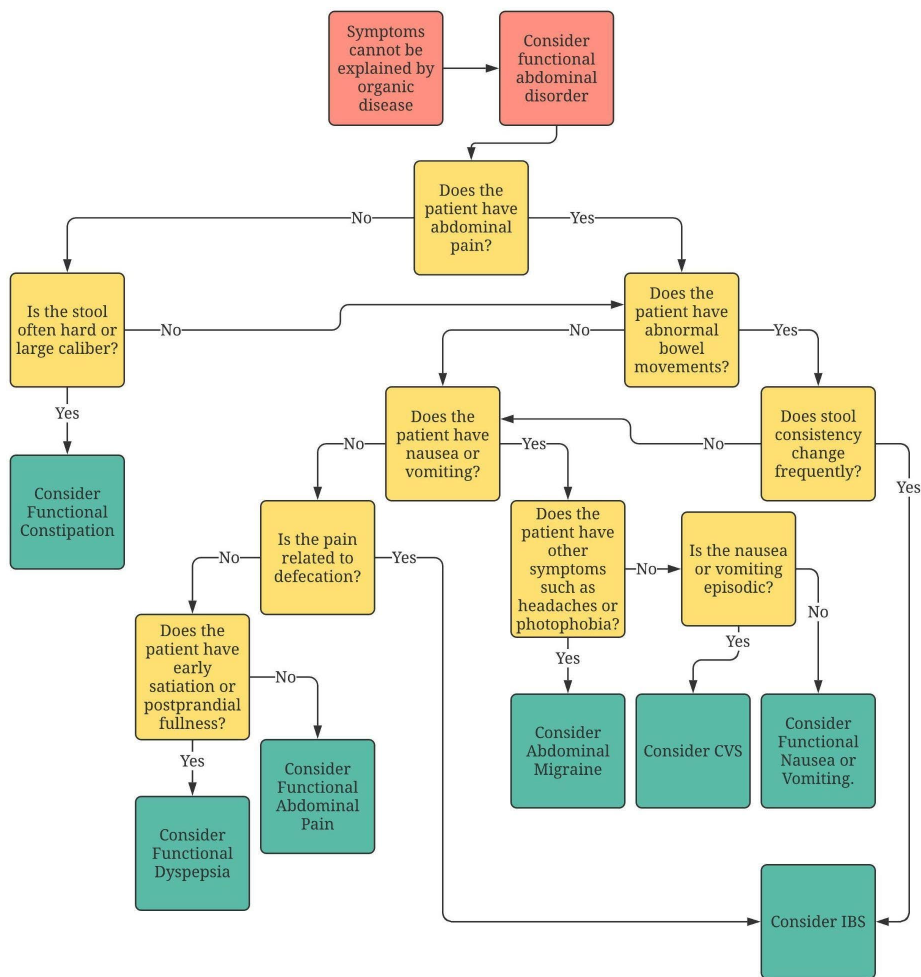 Symptoms
cannot be
explained by
organic
disease
Consider
functional
abdominal
disorder
Does the
patient have
abdominal
pain?
No
Yes
Is the stool
often hard or
large caliber?
No
Does the
patient have
abnormal
bowel
movements?
No
Yes
Yes
Does the
patient have
nausea or
vomiting?
No
Yes
Does stool
consistency
change
frequently?
No
Yes
Consider
Functional
Constipation
Is the pain
related to
defecation?
No
Yes
Does the
patient have
other
symptoms
such as
headaches or
photophobia?
No
Yes
Is the nausea
or vomiting
episodic?
Yes
No
Does the
patient have
early
satiation or
postprandial
fullness?
No
Yes
Consider
Abdominal
Migraine
Consider CVS
Consider
Functional
Nausea or
Vomiting.
Consider
Functional
Abdominal
Pain
Consider
Functional
Dyspepsia
Consider IBS